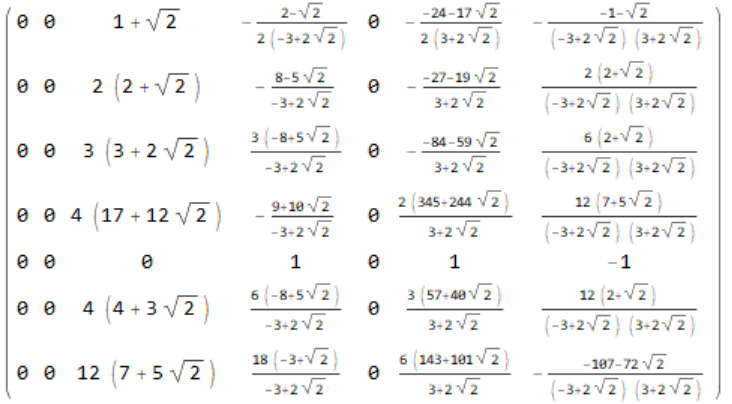 0 0 1 + √2 - (2-√2)/(2 (-3+2 √2)) 0 - (-24-17 √2)/(2 (3+2 √2)) - (-1-√2)/((-3+2 √2) (3+2 √2))
0 0 2 (2 + √2) - (8-5 √2)/(-3+2 √2) 0 - (-27-19 √2)/(3+2 √2) (2 (2+√2))/((-3+2 √2) (3+2 √2))
0 0 3 (3 + 2 √2) (3 (-8+5 √2))/(-3+2 √2) 0 - (-84-59 √2)/(3+2 √2) (6 (2+√2))/((-3+2 √2) (3+2 √2))
0 0 4 (17 + 12 √2) - (9+10 √2)/(-3+2 √2) 0 (2 (345+244 √2))/(3+2 √2) (12 (7+5 √2))/((-3+2 √2) (3+2 √2))
0 0 0 1 0 1 -1
0 0 4 (4 + 3 √2) (6 (-8+5 √2))/(-3+2 √2) 0 (3 (57+40 √2))/(3+2 √2) (12 (2+√2))/((-3+2 √2) (3+2 √2))
0 0 12 (7 + 5 √2) (18 (-3+√2))/(-3+2 √2) 0 (6 (143+101 √2))/(3+2 √2) - (-107-72 √2)/((-3+2 √2) (3+2 √2))